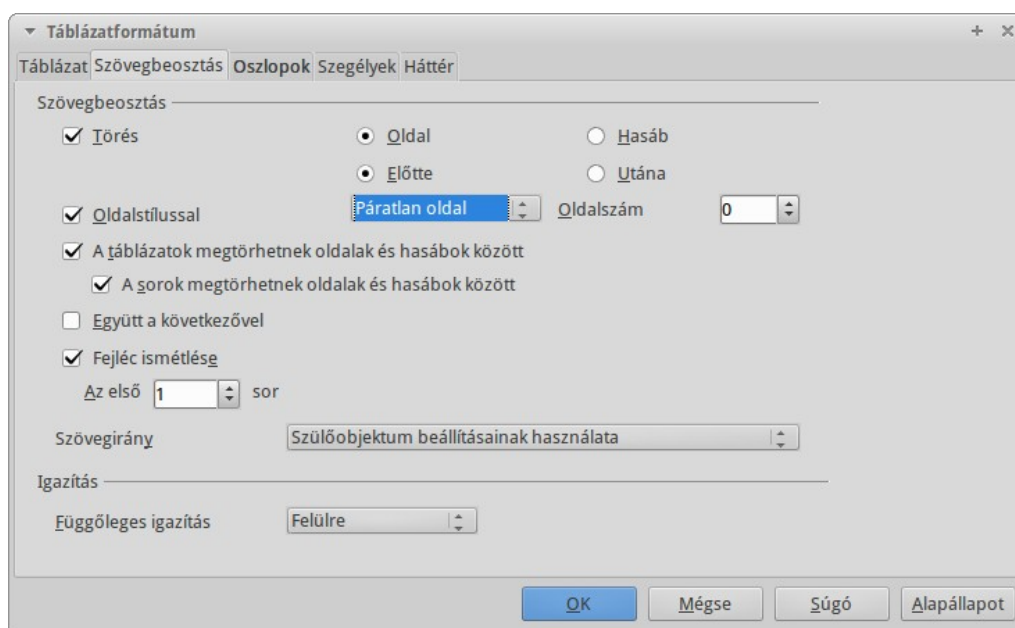 Táblázatformátum
Táblázat Szövegbeosztás Oszlopok Szegélyek Háttér
Szövegbeosztás
Törés Oldal Hasáb
Előtte Utána
Oldalstílussal Páratlan oldal Oldalszám 0
A táblázatok megtörhetnek oldalak és hasábok között
A sorok megtörhetnek oldalak és hasábok között
Együtt a következővel
Fejléc ismétlése
Az első 1 sor
Szövegirány Szülőobjektum beállításainak használata
Igazítás
Függőleges igazítás Felülre
OK Mégse Súgó Alapállapot